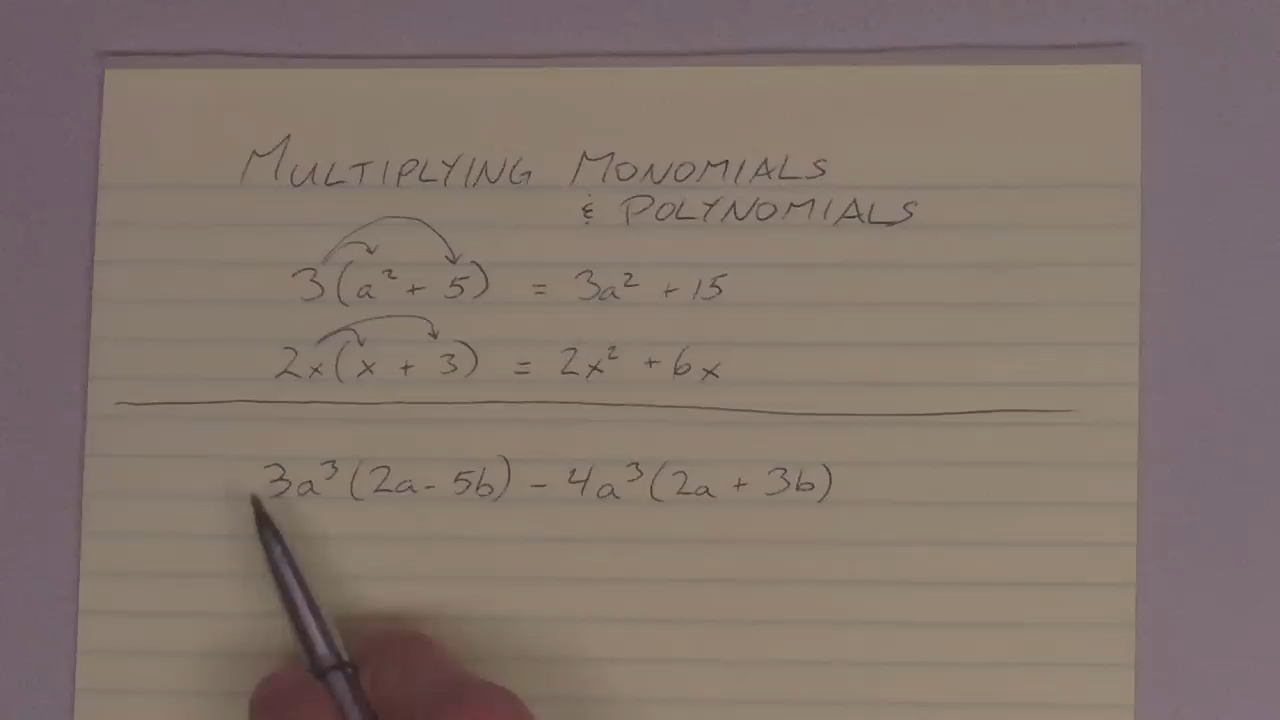 MULTIPLYING MONOMIALS
& POLYNOMIALS
3(a² + 5) = 3a² + 15
2x(x + 3) = 2x² + 6x
3a³(2a - 5b) - 4a³(2a + 3b)